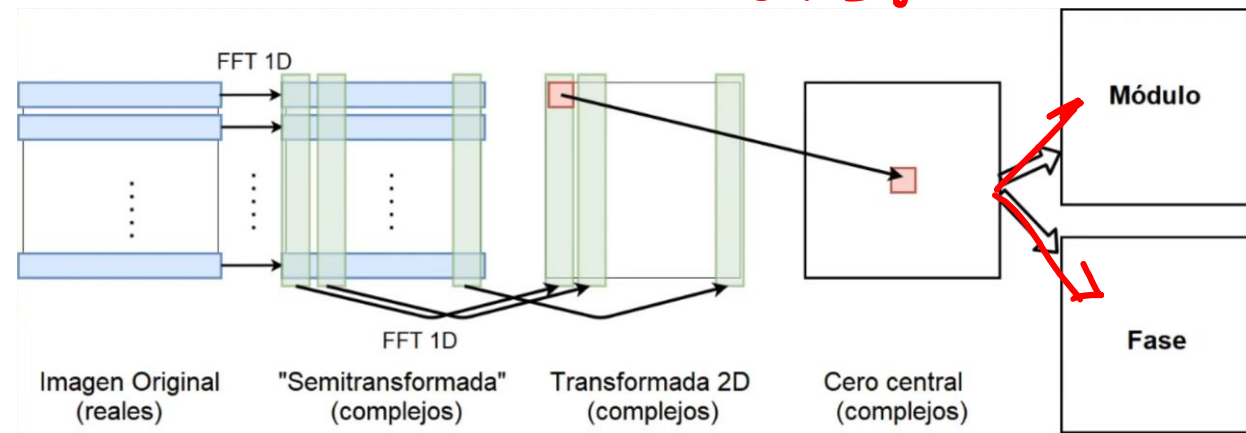 FFT 1D
Módulo
FFT 1D
Fase
Imagen Original
(reales)
"Semitransformada"
(complejos)
Transformada 2D
(complejos)
Cero central
(complejos)